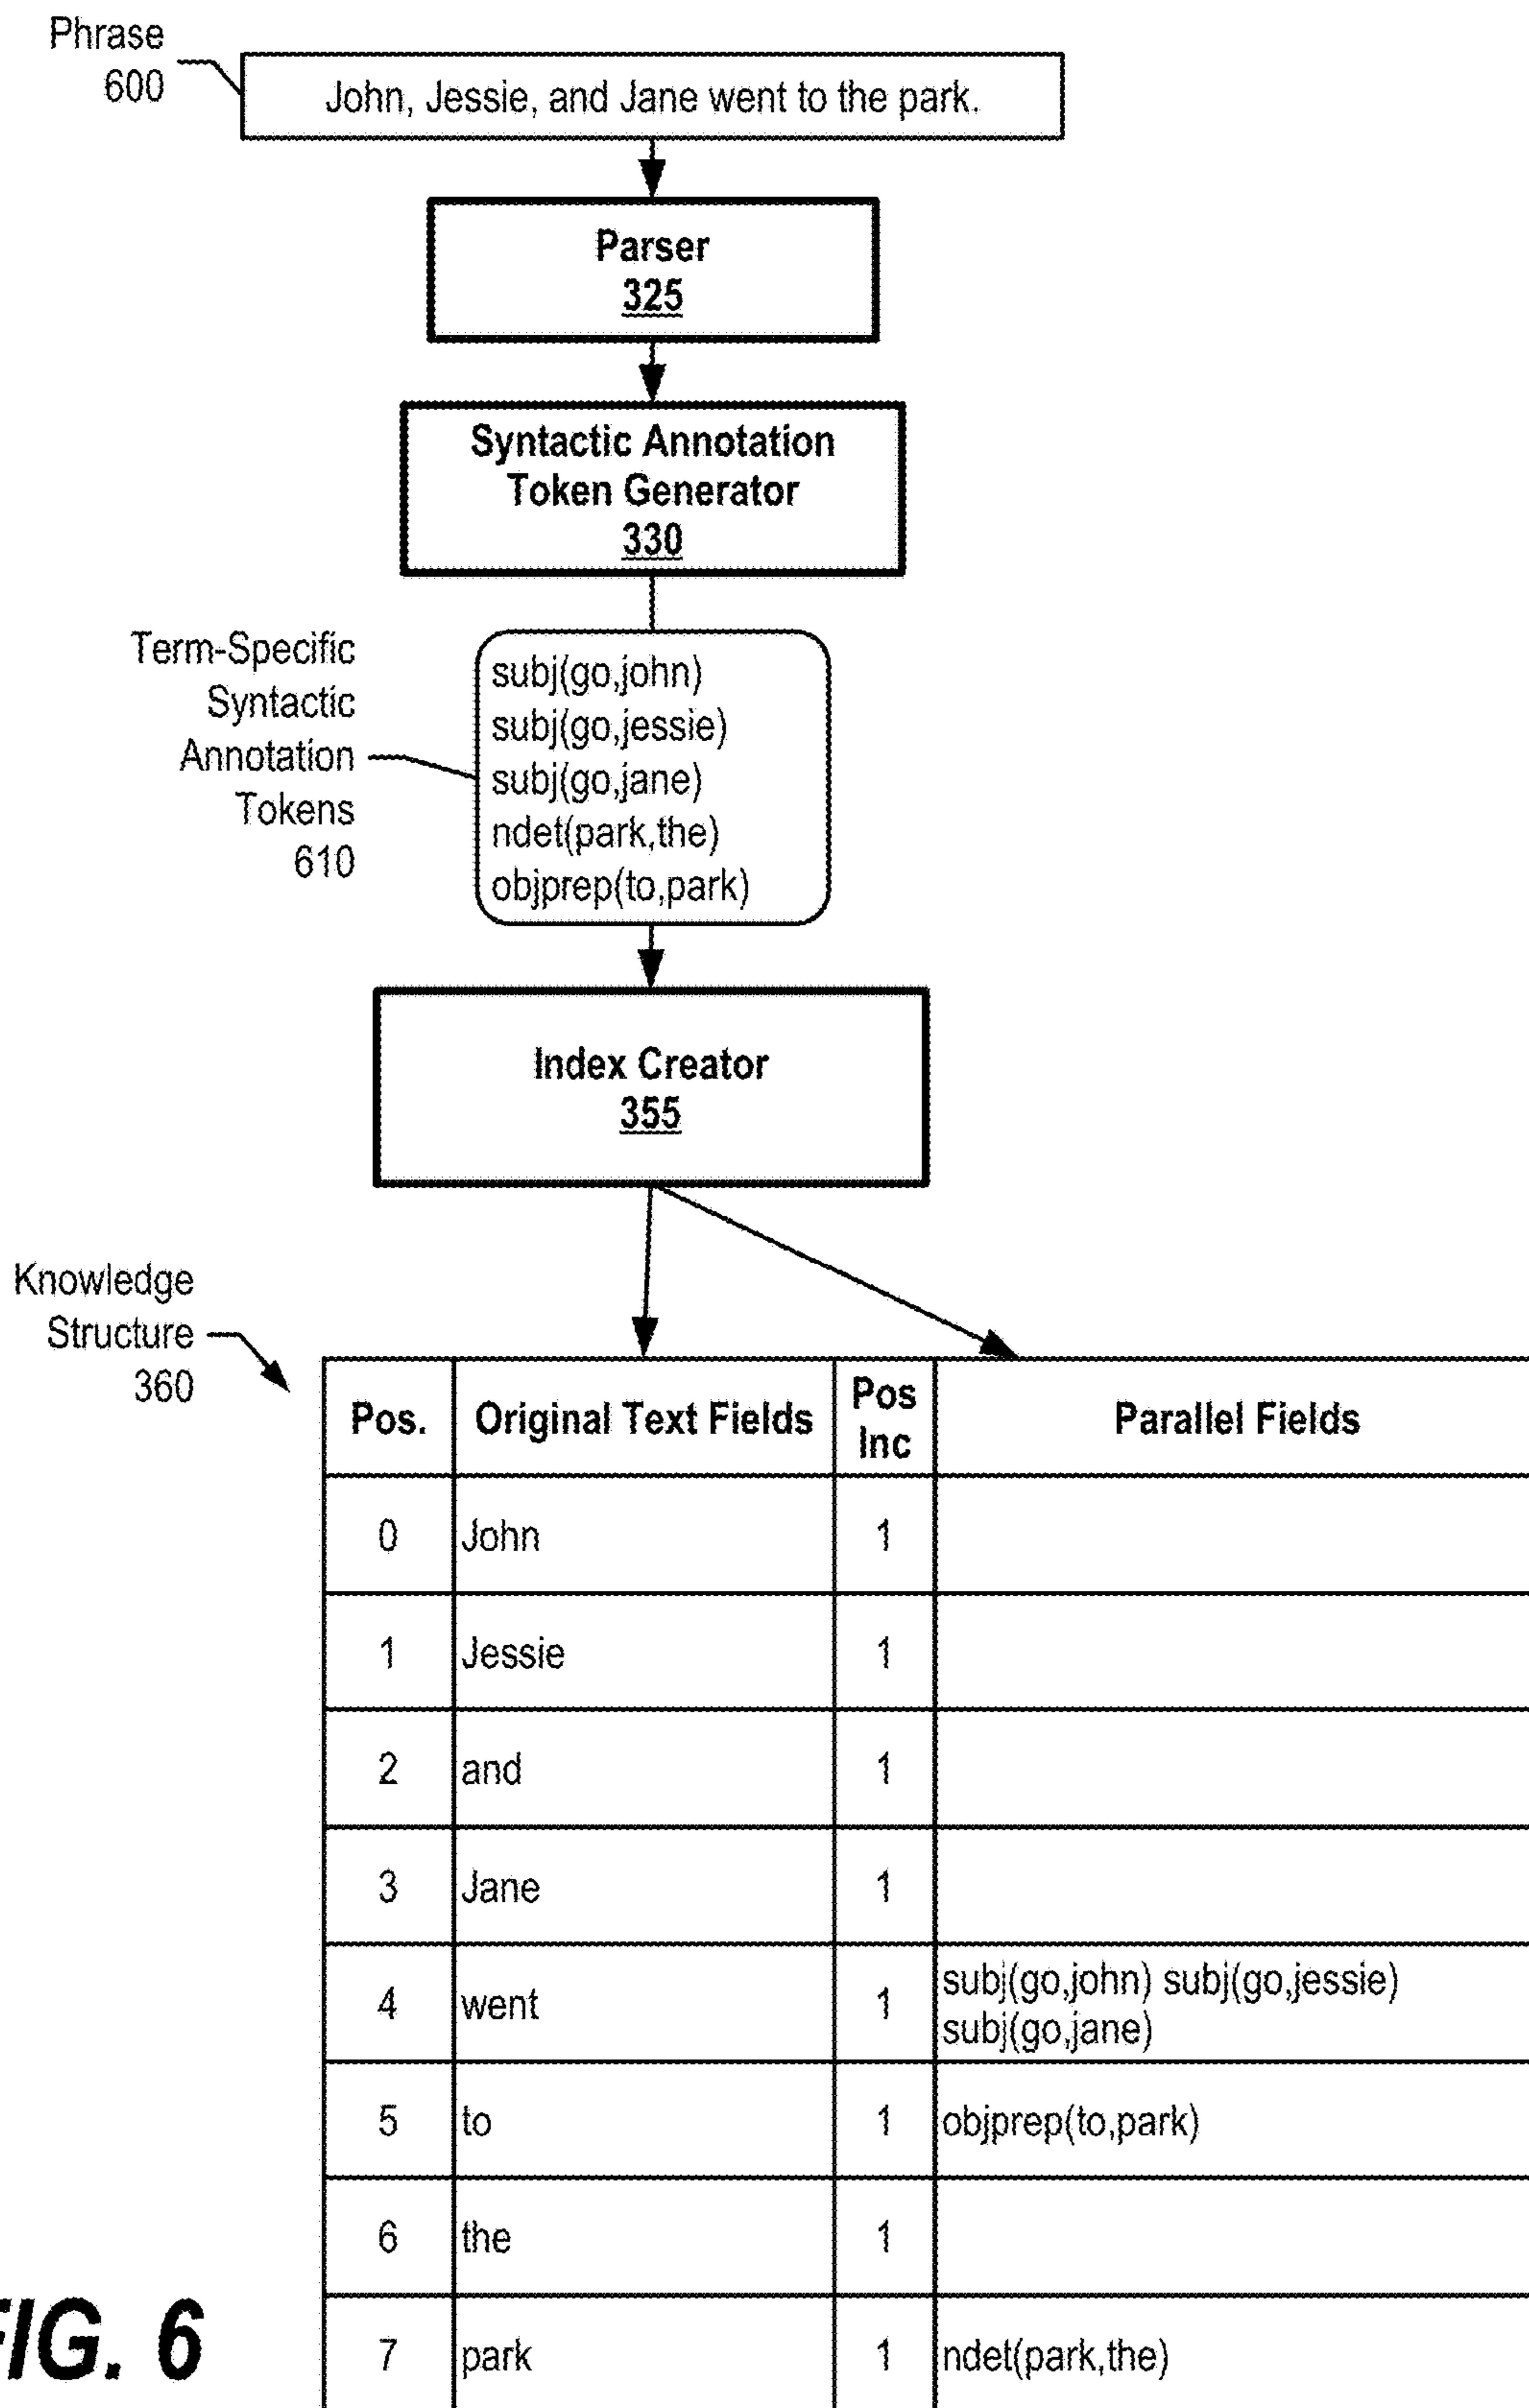 Phrase
600
John, Jessie, and Jane went to the park.
Parser
325
Syntactic Annotation
Token Generator
330
Term-Specific
Syntactic
Annotation
Tokens
610
subj(go,john)
subj(go,jessie)
subj(go,jane)
ndet(park,the)
objprep(to,park)
Index Creator
355
Knowledge
Structure
360
Pos. Original Text Fields Pos Inc Parallel Fields
0 John 1
1 Jessie 1
2 and 1
3 Jane 1
4 went 1 subj(go,john) subj(go,jessie)
subj(go,jane)
5 to 1 objprep(to,park)
6 the 1
7 park 1 ndet(park,the)
FIG. 6